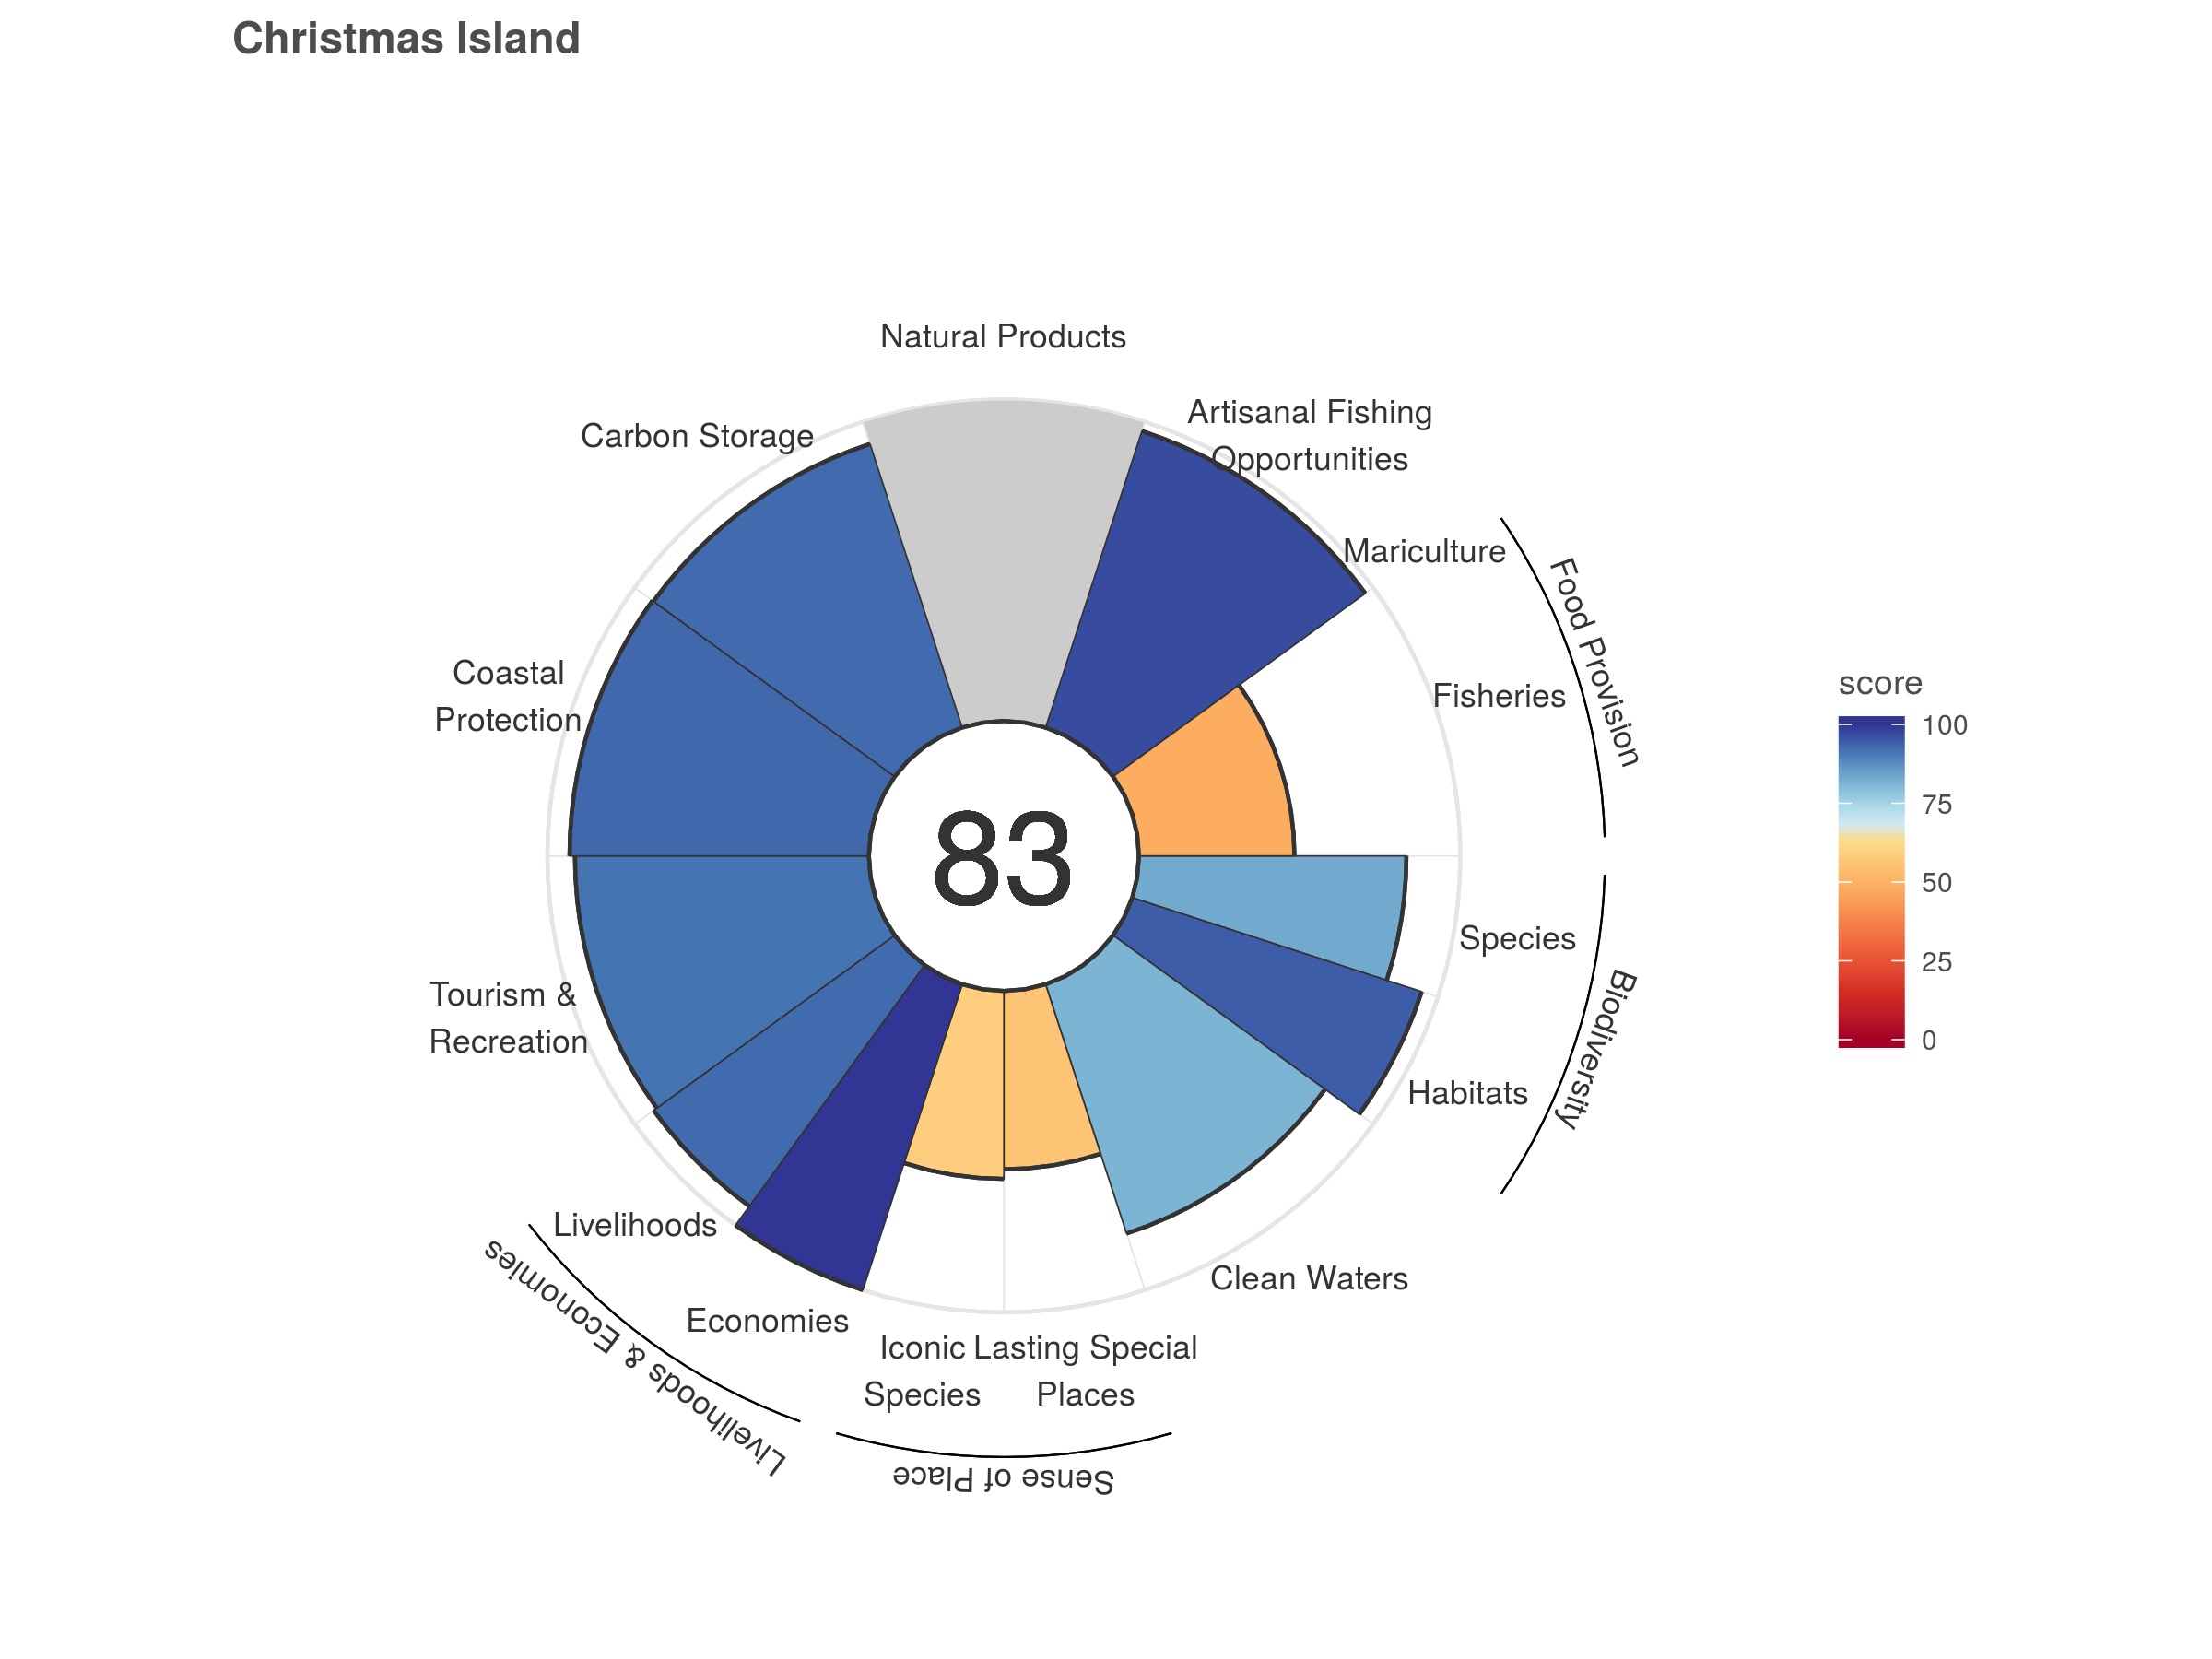 Christmas Island
Natural Products
Artisanal Fishing
Opportunities
Carbon Storage
Mariculture
Food Provision
Fisheries
Coastal
Protection
score
100
75
50
25
0
83
Species
Biodiversity
Tourism &
Recreation
Habitats
Livelihoods
Clean Waters
Economies
Livelihoods & Economies
Iconic
Species
Lasting Special
Places
Sense of Place